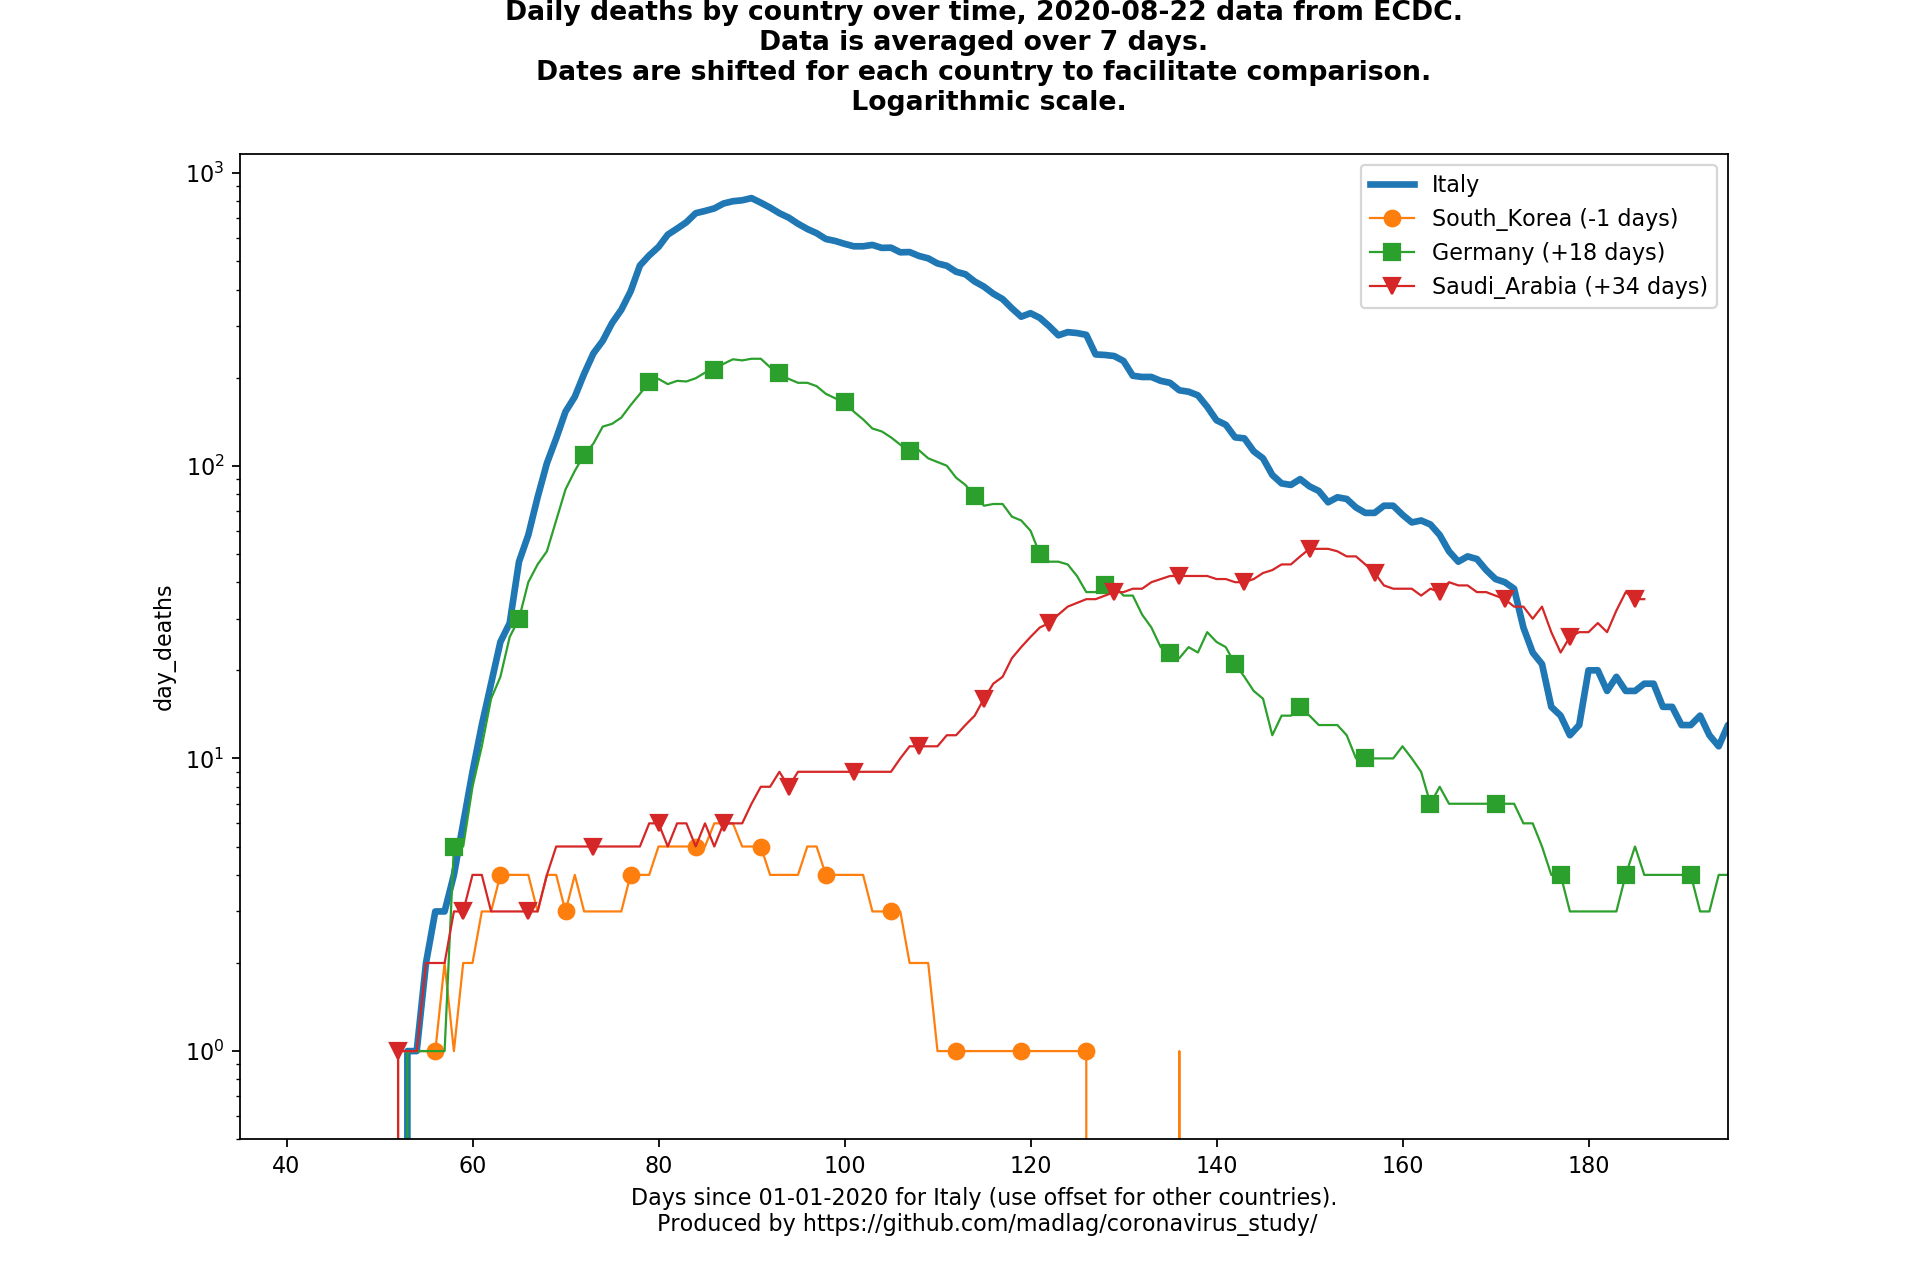 Daily deaths by country over time, 2020-08-22 data from ECDC.
Data is averaged over 7 days.
Dates are shifted for each country to facilitate comparison.
Logarithmic scale.
10³
10²
10¹
10⁰
day_deaths
Italy
South_Korea (-1 days)
Germany (+18 days)
Saudi_Arabia (+34 days)
40 60 80 100 120 140 160 180
Days since 01-01-2020 for Italy (use offset for other countries).
Produced by https://github.com/madlag/coronavirus_study/